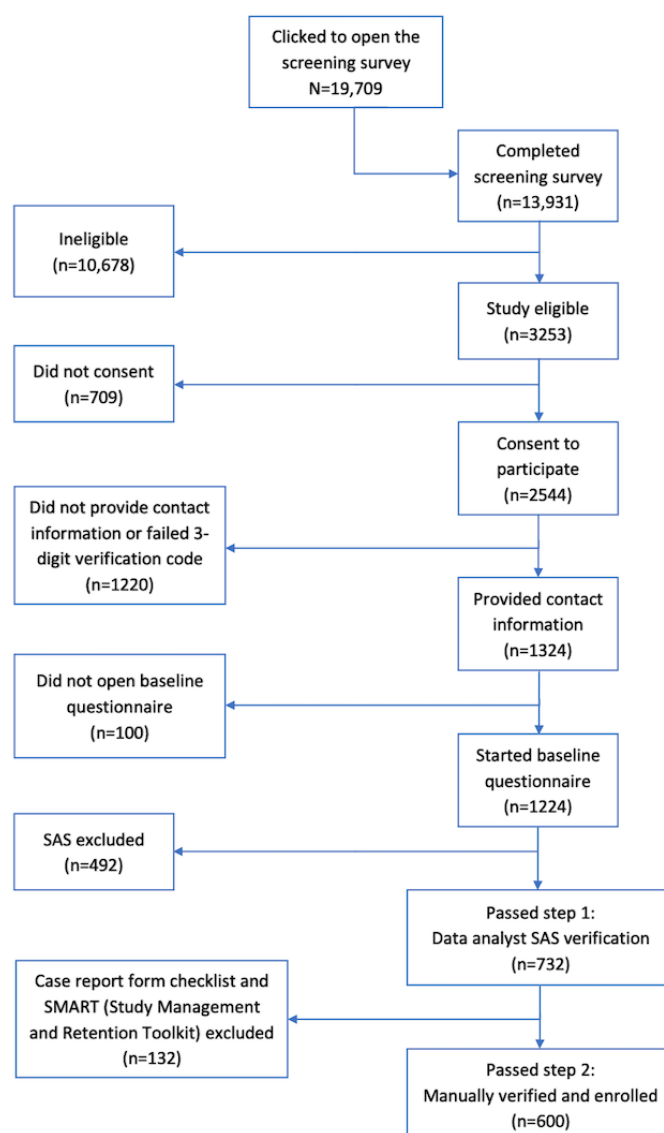 Clicked to open the
screening survey
N=19,709
Completed
screening survey
(n=13,931)
Ineligible
(n=10,678)
Study eligible
(n=3253)
Did not consent
(n=709)
Consent to
participate
(n=2544)
Did not provide contact
information or failed 3-
digit verification code
(n=1220)
Provided contact
information
(n=1324)
Did not open baseline
questionnaire
(n=100)
Started baseline
questionnaire
(n=1224)
SAS excluded
(n=492)
Passed step 1:
Data analyst SAS verification
(n=732)
Case report form checklist and
SMART (Study Management
and Retention Toolkit) excluded
(n=132)
Passed step 2:
Manually verified and enrolled
(n=600)